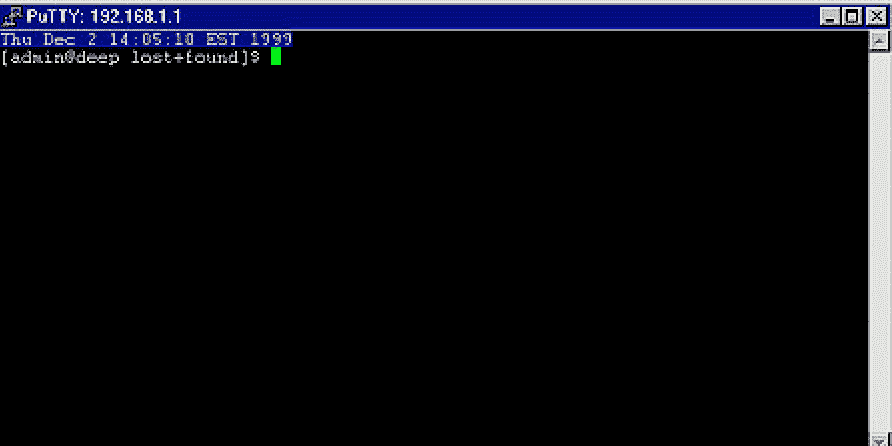 PuTTY: 192.168.1.1
Thu Dec 2 14:05:10 EST 1999
[admin@deep lost+found]$